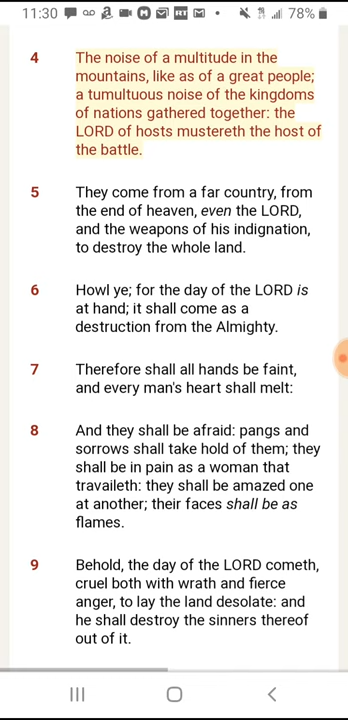 11:30 78%
4 The noise of a multitude in the
mountains, like as of a great people;
a tumultuous noise of the kingdoms
of nations gathered together: the
LORD of hosts mustereth the host of
the battle.
5 They come from a far country, from
the end of heaven, even the LORD,
and the weapons of his indignation,
to destroy the whole land.
6 Howl ye; for the day of the LORD is
at hand; it shall come as a
destruction from the Almighty.
7 Therefore shall all hands be faint,
and every man's heart shall melt:
8 And they shall be afraid: pangs and
sorrows shall take hold of them; they
shall be in pain as a woman that
travaileth: they shall be amazed one
at another; their faces shall be as
flames.
9 Behold, the day of the LORD cometh,
cruel both with wrath and fierce
anger, to lay the land desolate: and
he shall destroy the sinners thereof
out of it.